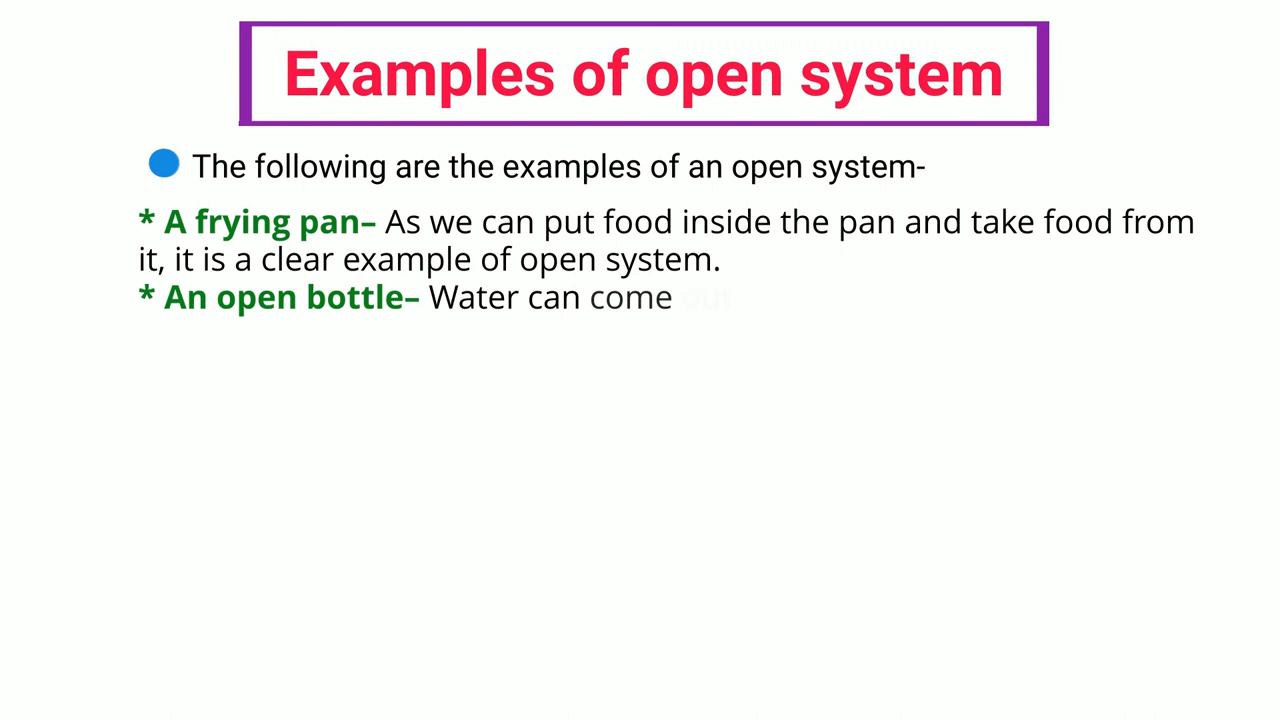 Examples of open system
The following are the examples of an open system-
* A frying pan– As we can put food inside the pan and take food from
it, it is a clear example of open system.
* An open bottle– Water can come out